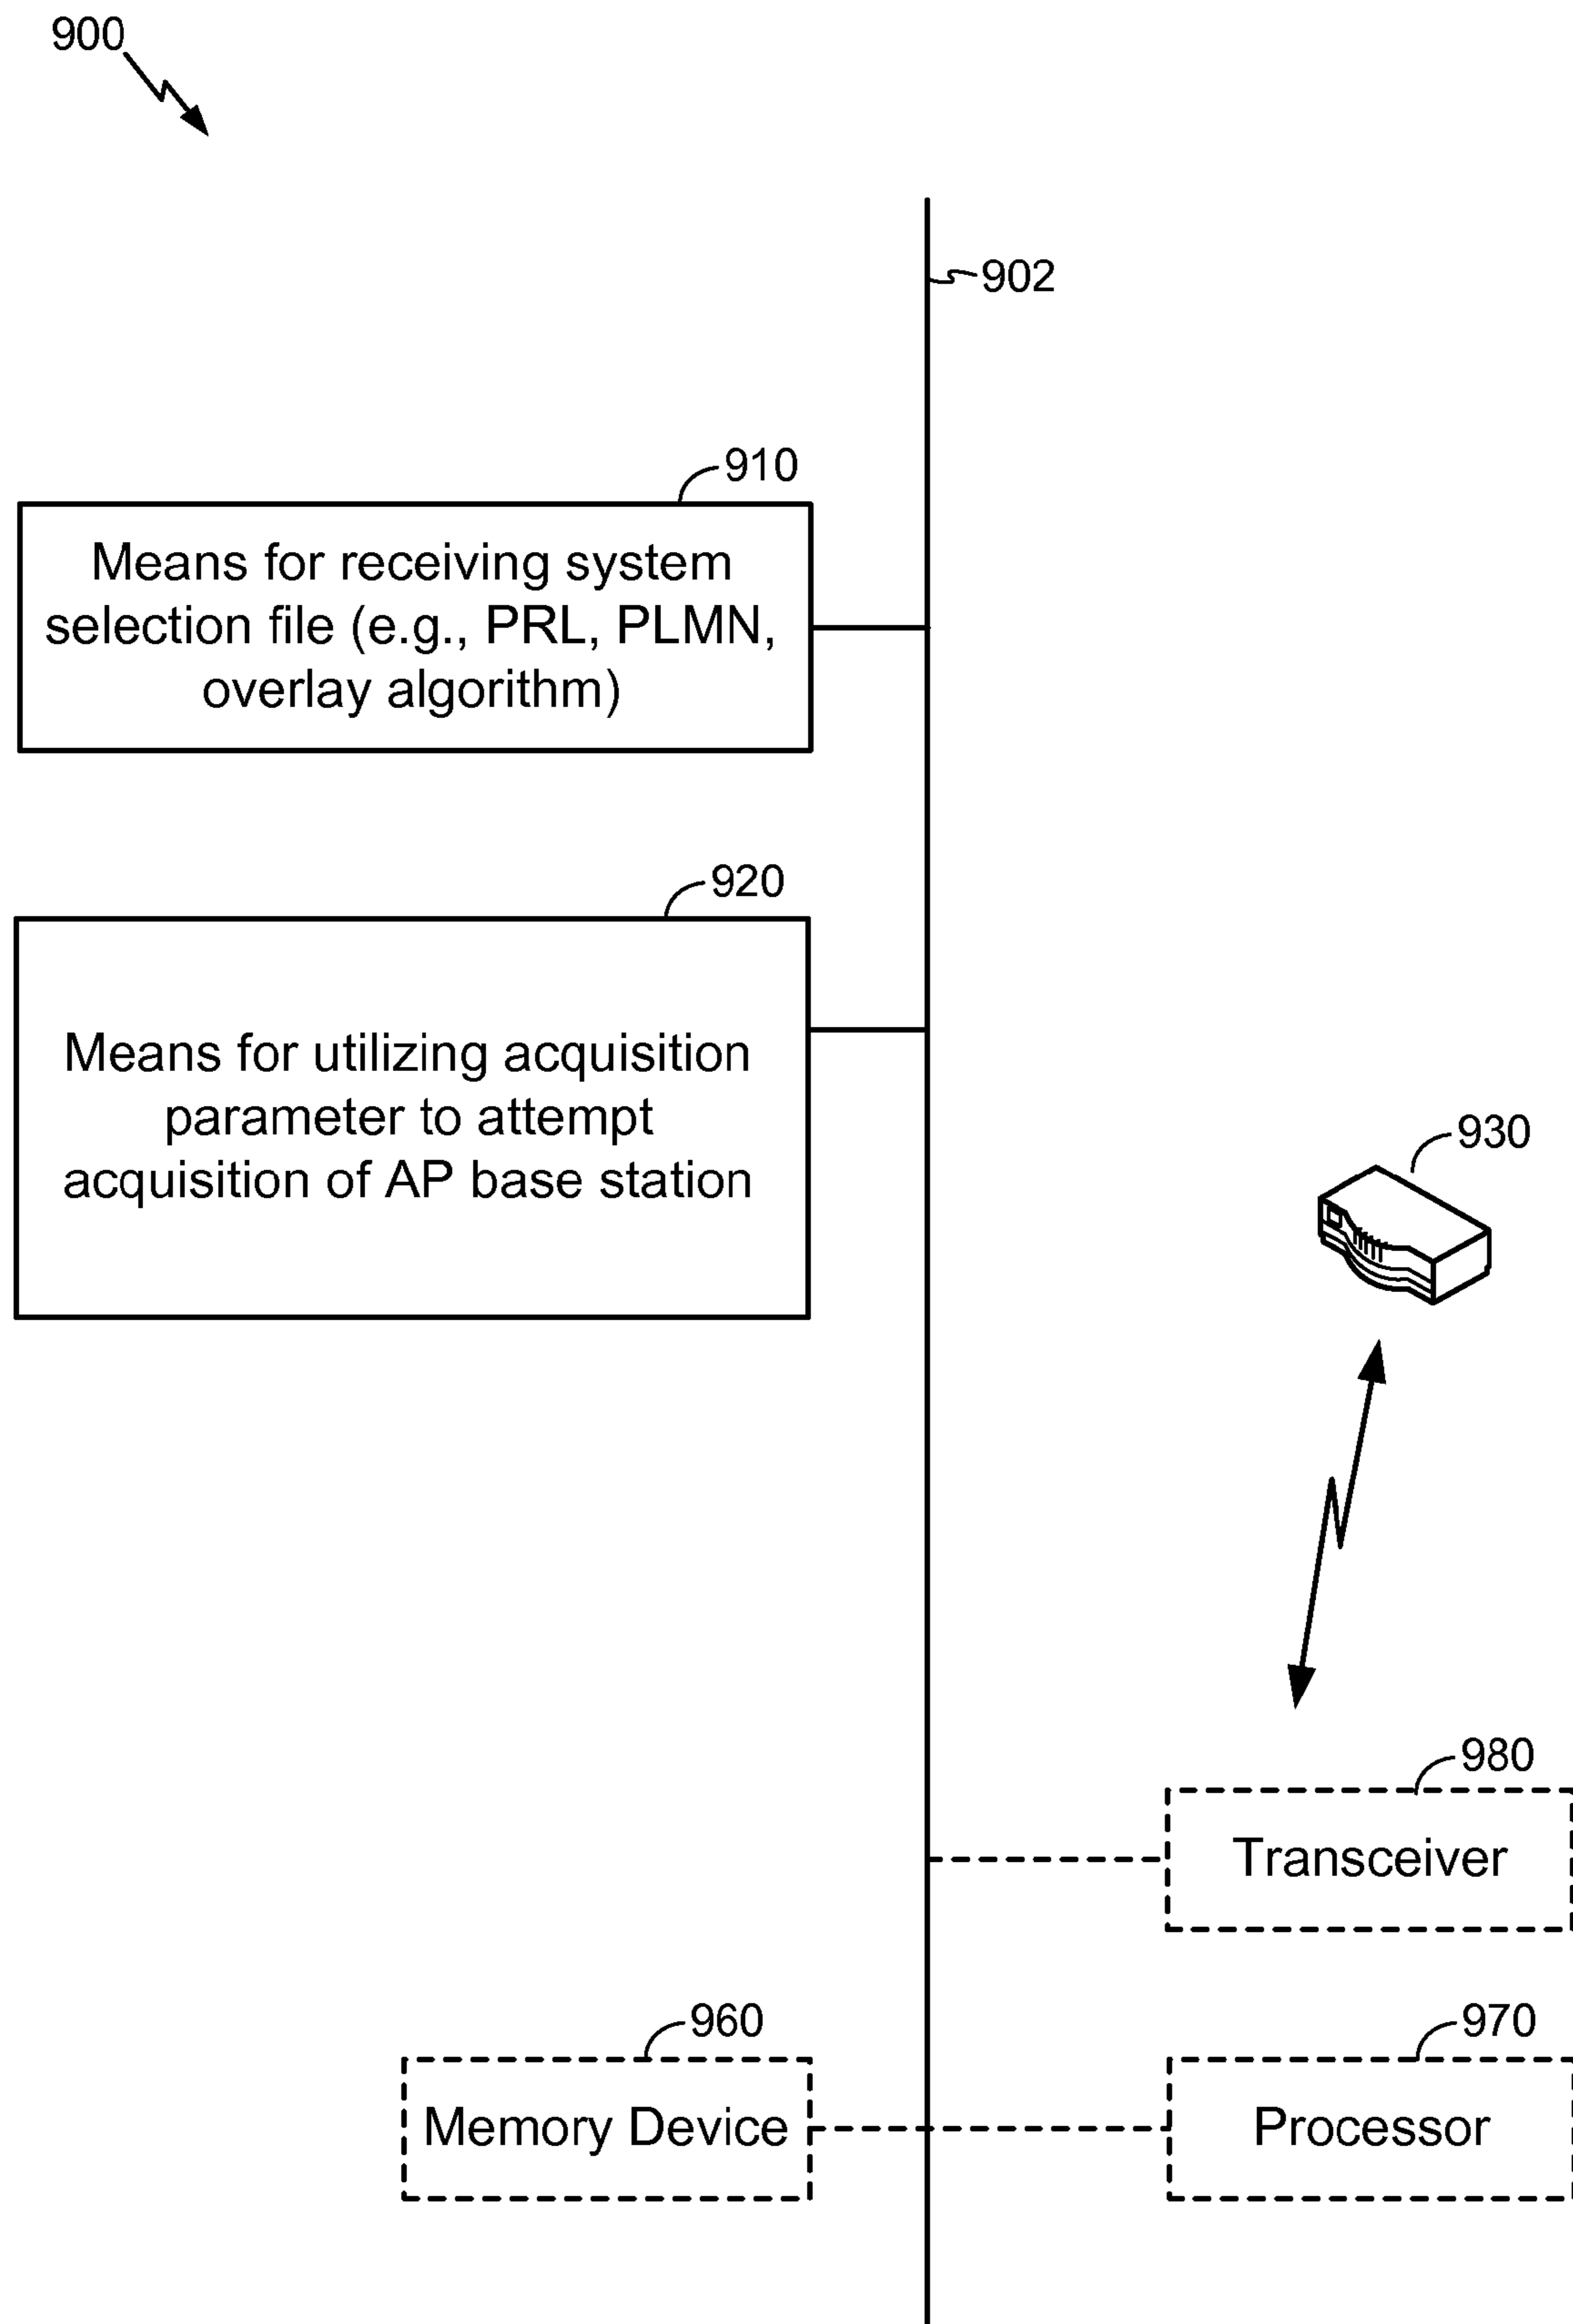 900
902
910
Means for receiving system
selection file (e.g., PRL, PLMN,
overlay algorithm)
920
Means for utilizing acquisition
parameter to attempt
acquisition of AP base station
930
980
Transceiver
960
Memory Device
970
Processor